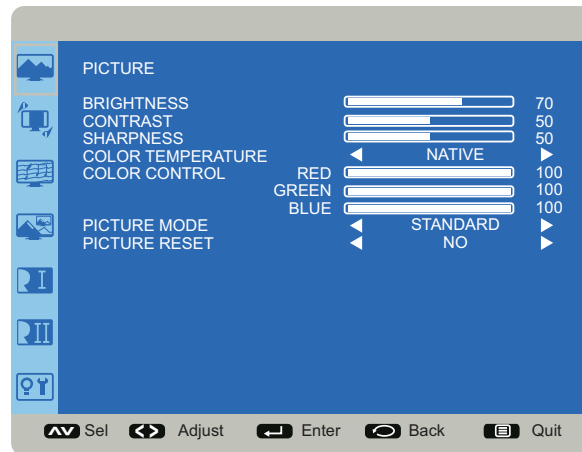 PICTURE
BRIGHTNESS 70
CONTRAST 50
SHARPNESS 50
COLOR TEMPERATURE NATIVE
COLOR CONTROL RED 100
GREEN 100
BLUE 100
PICTURE MODE STANDARD
PICTURE RESET NO
I
II
Sel Adjust Enter Back Quit